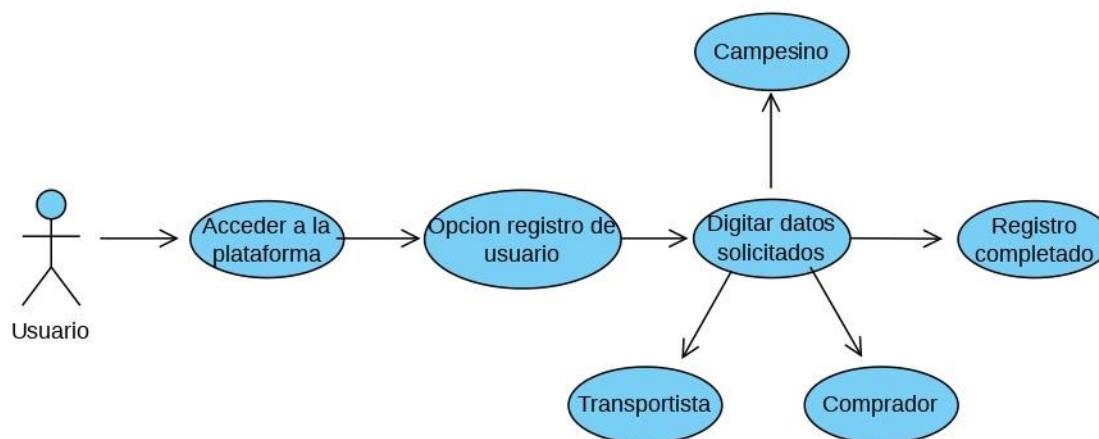 Campesino
Acceder a la
plataforma
Opcion registro de
usuario
Digitar datos
solicitados
Registro
completado
Usuario
Transportista
Comprador